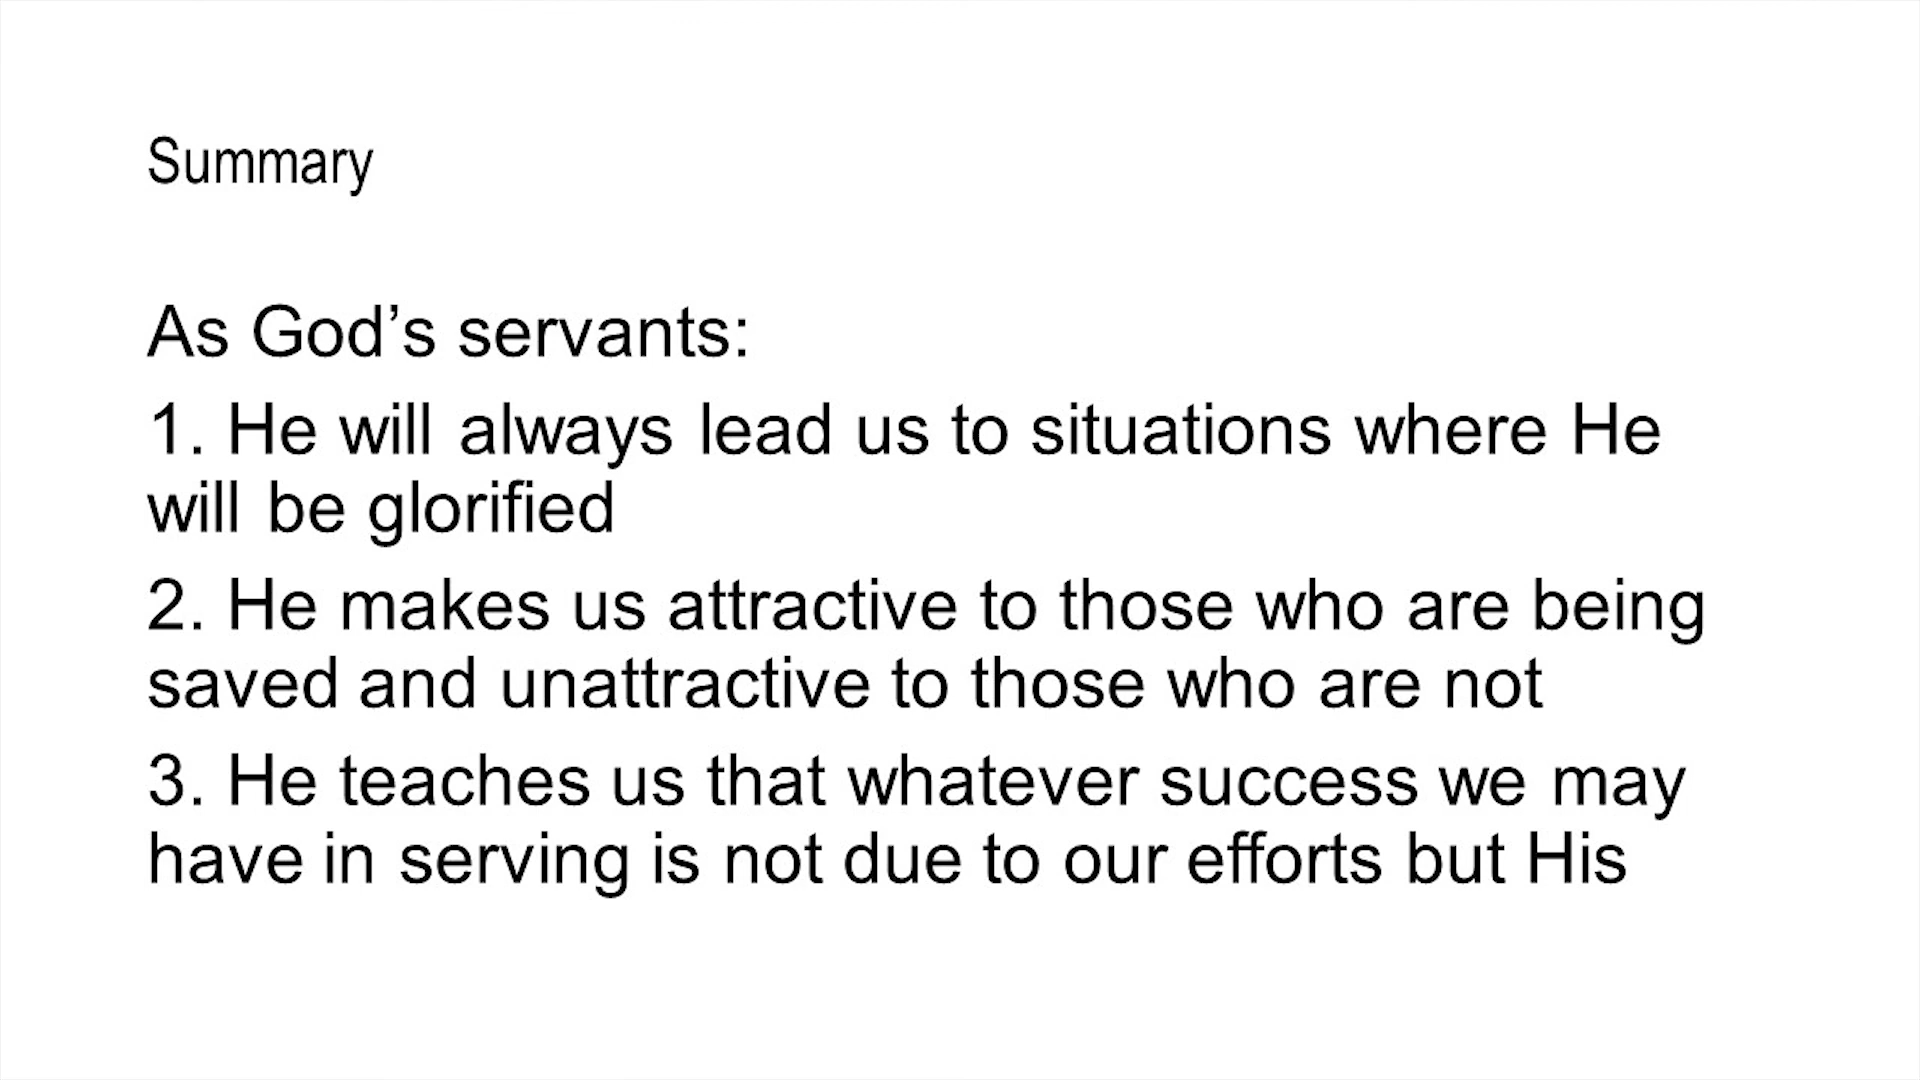 Summary
As God’s servants:
1. He will always lead us to situations where He
will be glorified
2. He makes us attractive to those who are being
saved and unattractive to those who are not
3. He teaches us that whatever success we may
have in serving is not due to our efforts but His